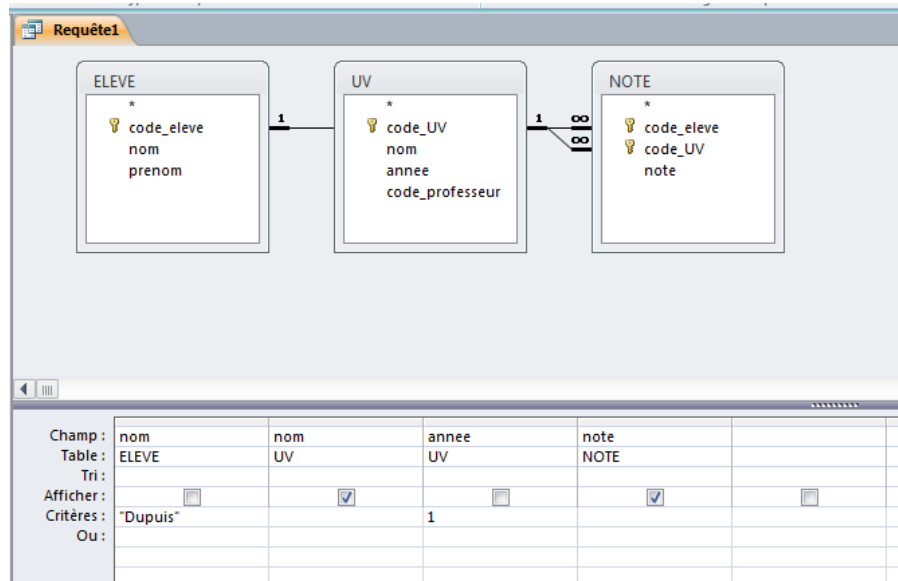 Requête1
ELEVE
*
code_eleve
nom
prenom
1
UV
*
code_UV
nom
annee
code_professeur
1 ∞
∞
NOTE
*
code_eleve
code_UV
note
Champ : nom nom annee note
Table : ELEVE UV UV NOTE
Tri :
Afficher :
Critères : "Dupuis" 1
Ou :